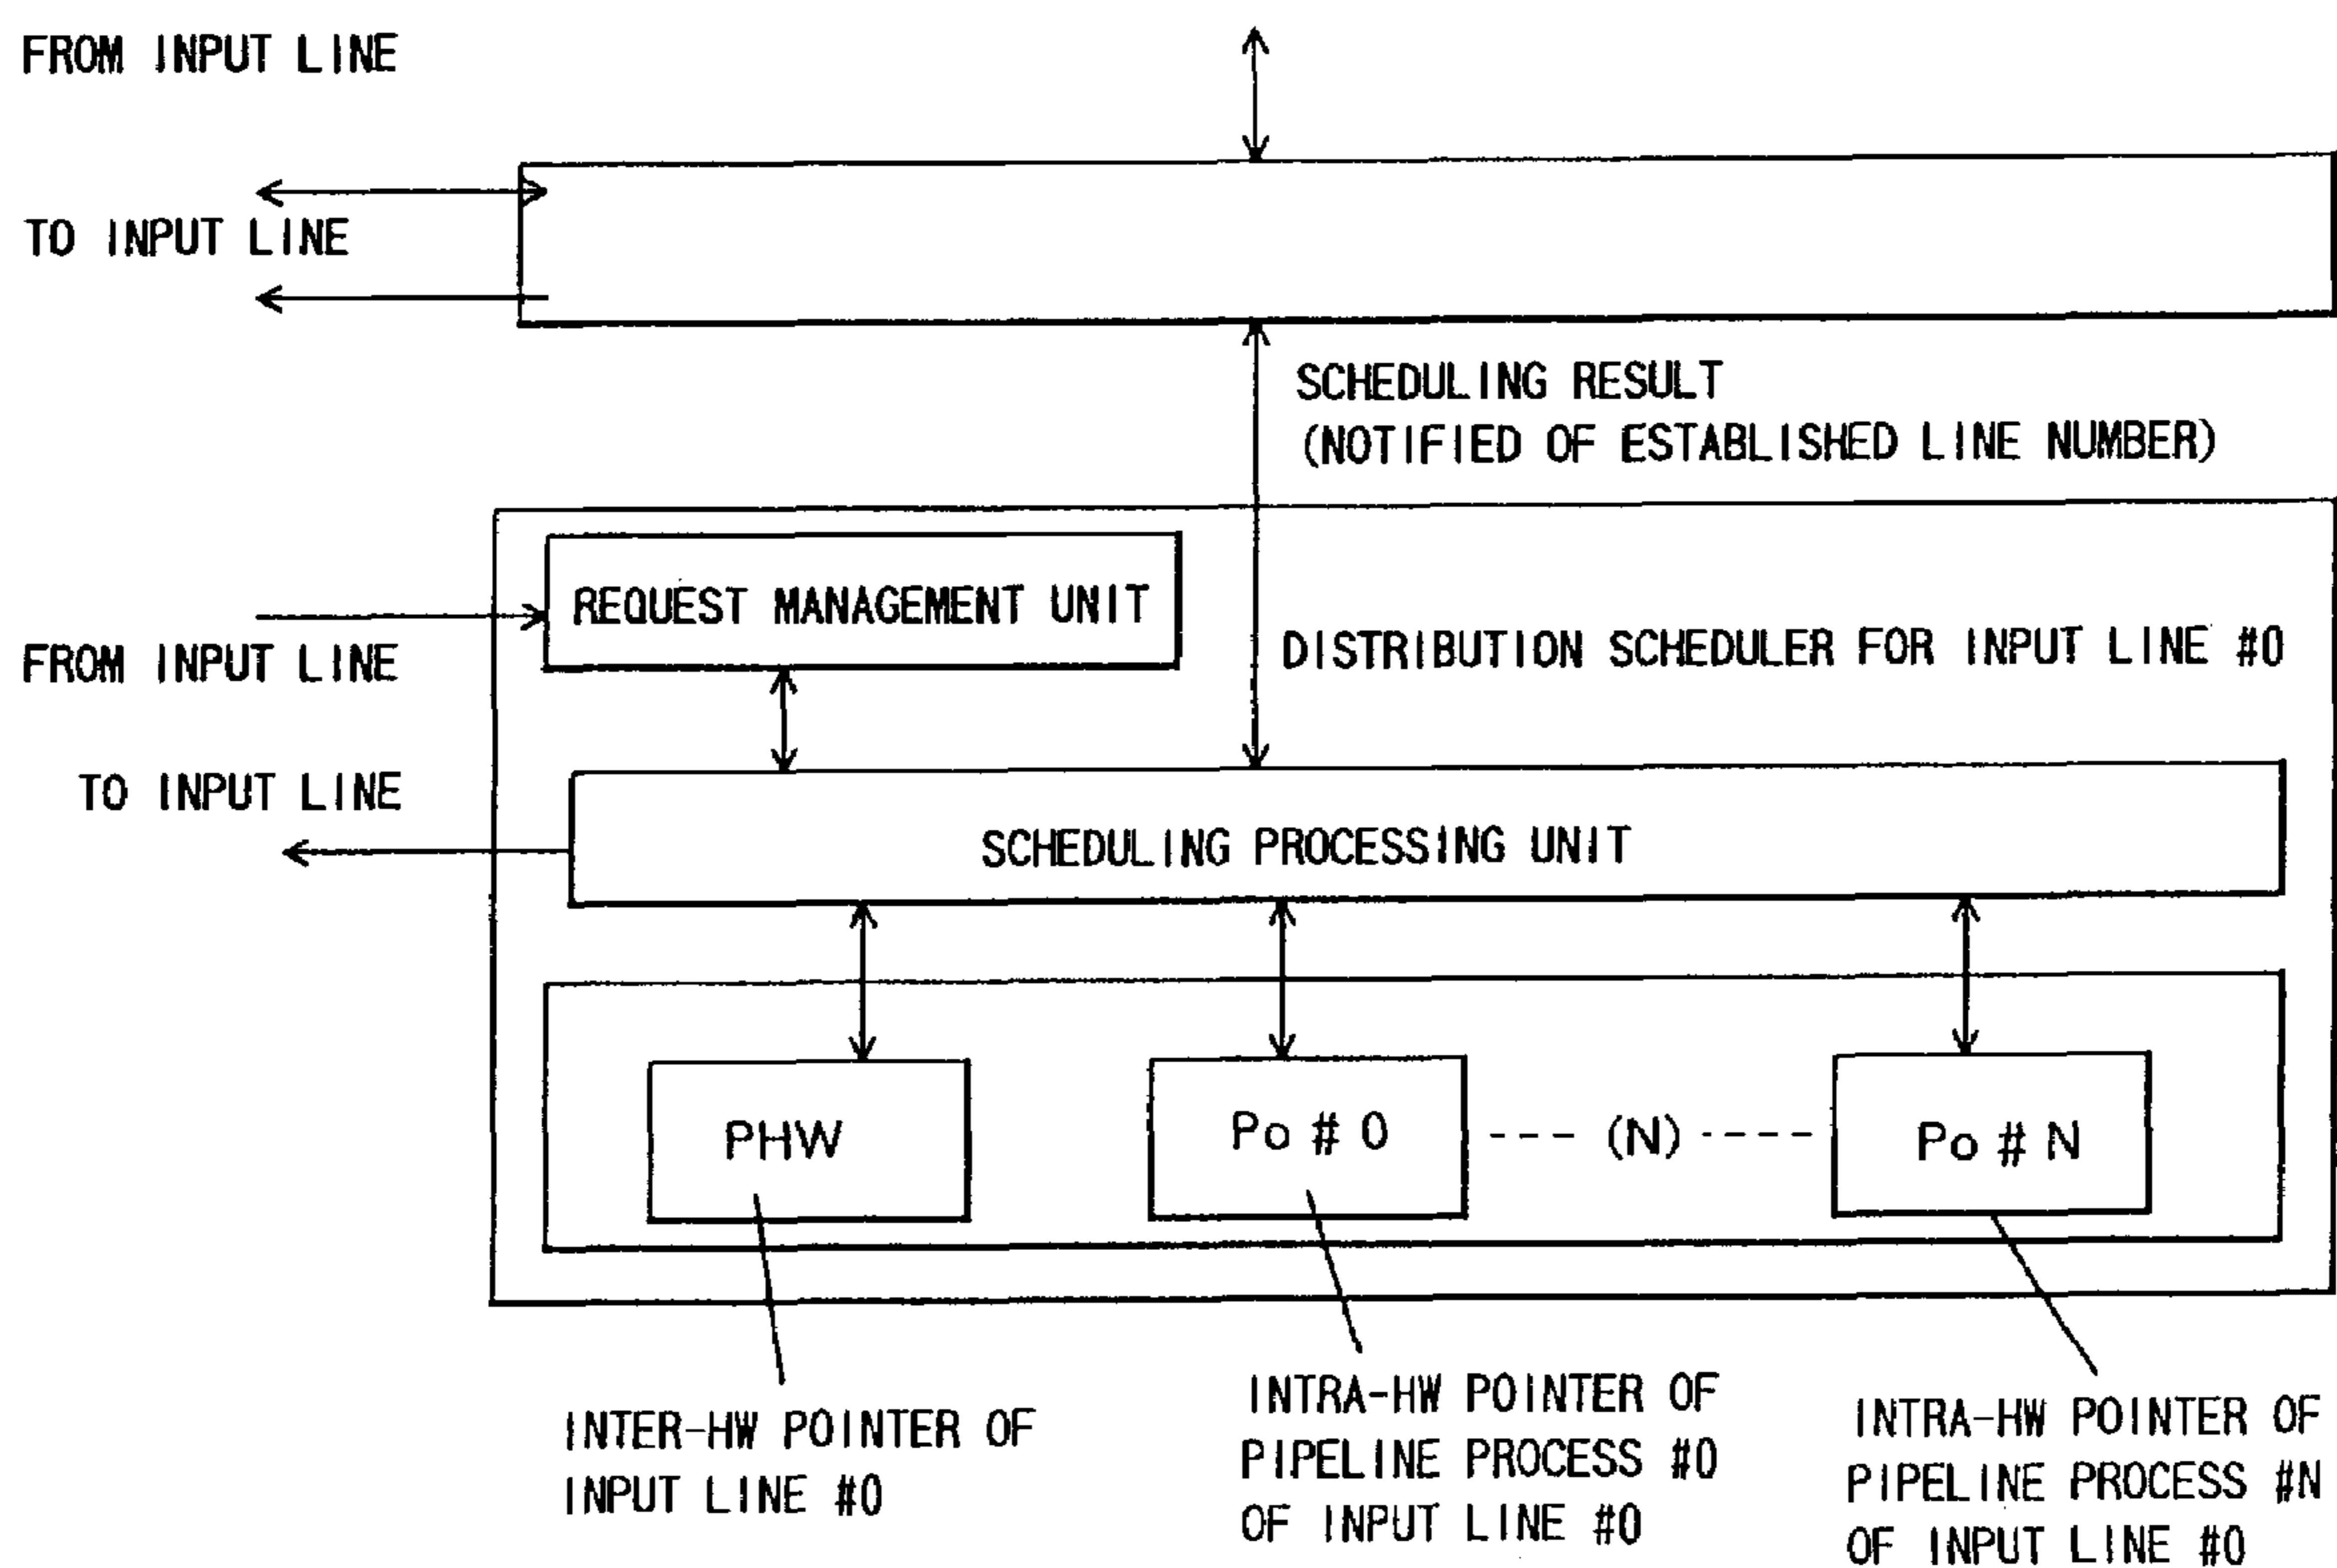 FROM INPUT LINE
TO INPUT LINE
SCHEDULING RESULT
(NOTIFIED OF ESTABLISHED LINE NUMBER)
REQUEST MANAGEMENT UNIT
FROM INPUT LINE
DISTRIBUTION SCHEDULER FOR INPUT LINE #0
TO INPUT LINE
SCHEDULING PROCESSING UNIT
PHW
Po # 0
--- (N) ----
Po # N
INTER-HW POINTER OF
INPUT LINE #0
INTRA-HW POINTER OF
PIPELINE PROCESS #0
OF INPUT LINE #0
INTRA-HW POINTER OF
PIPELINE PROCESS #N
OF INPUT LINE #0